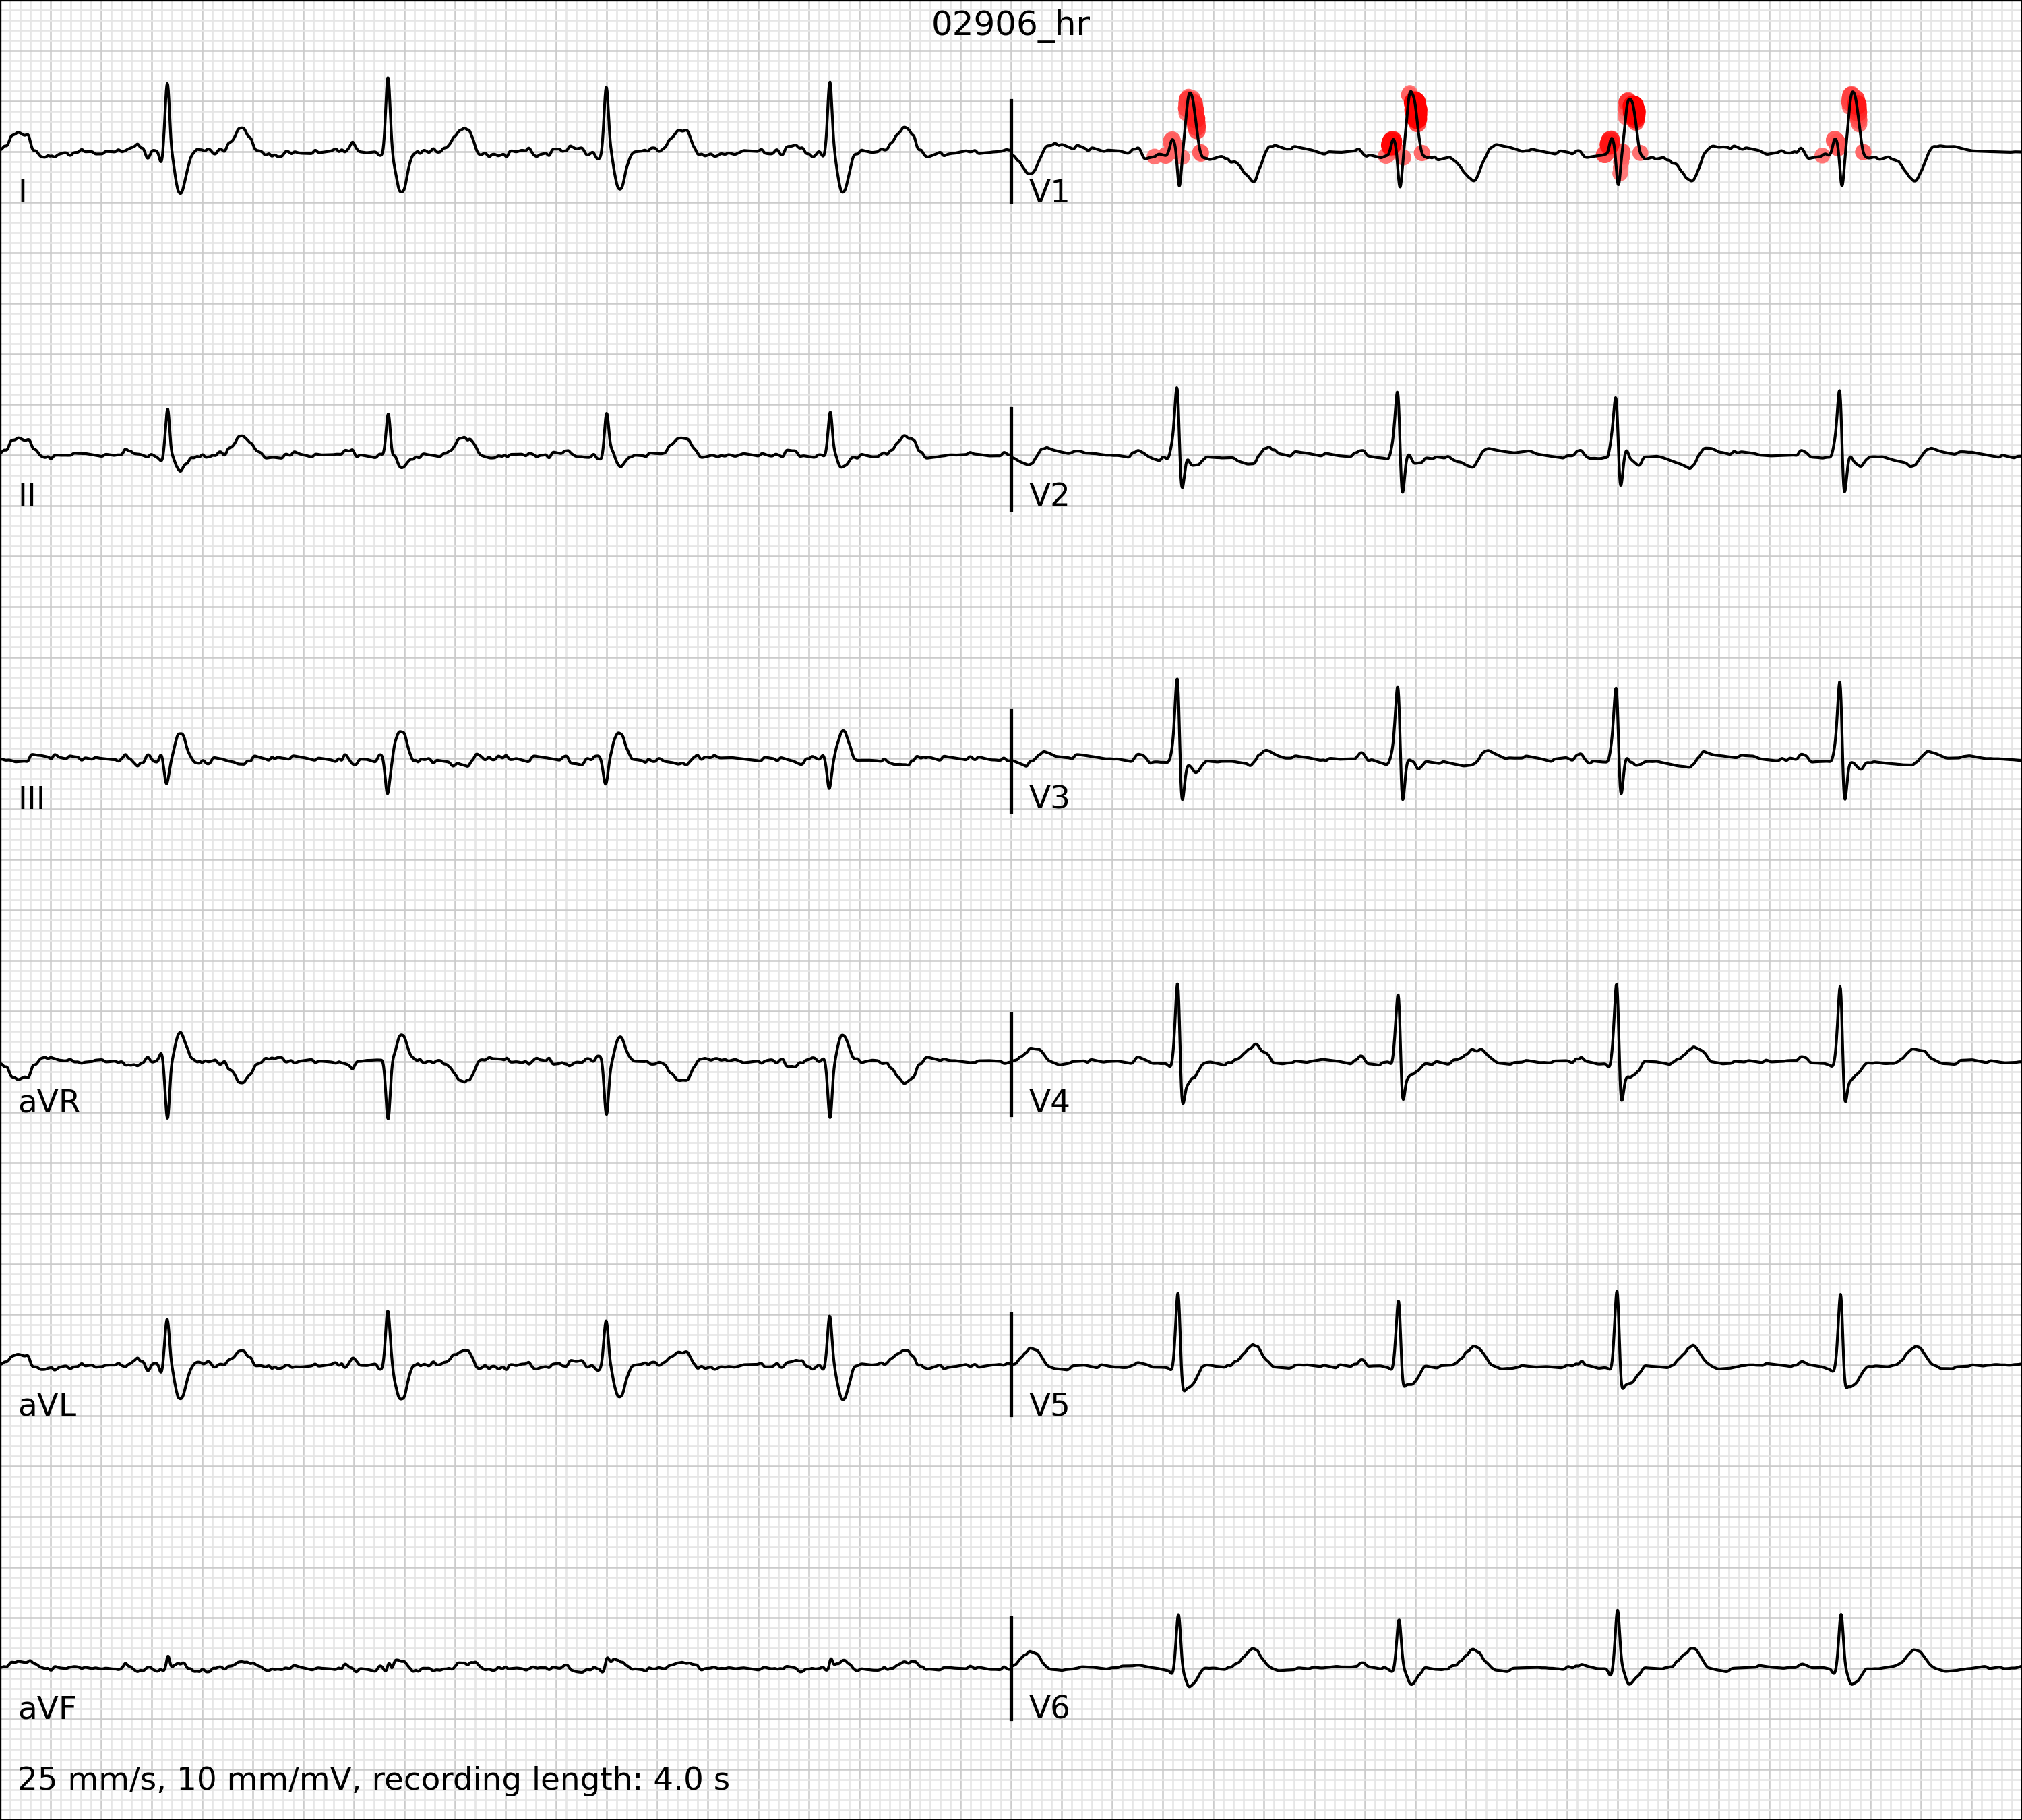 02906_hr
I
V1
II
V2
III
V3
aVR
V4
aVL
V5
aVF
V6
25 mm/s, 10 mm/mV, recording length: 4.0 s